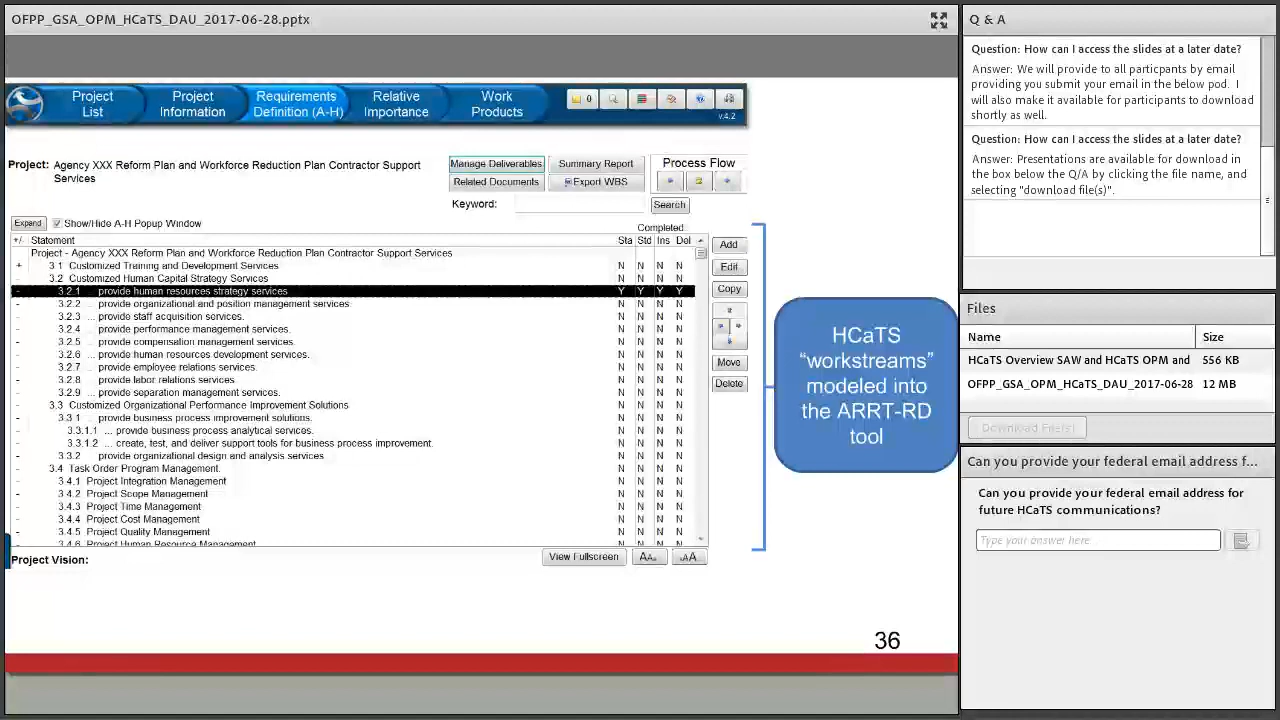 OFPP_GSA_OPM_HCaTS_DAU_2017-06-28.pptx
Project List
Project Information
Requirements Definition (A-H)
Relative Importance
Work Products
0
v.4.2
Project: Agency XXX Reform Plan and Workforce Reduction Plan Contractor Support
Services
Manage Deliverables
Summary Report
Process Flow
Related Documents
Export WBS
Keyword:
Search
Expand
Show/Hide A-H Popup Window
Completed
+/- Statement Sta Std Ins Del
Project - Agency XXX Reform Plan and Workforce Reduction Plan Contractor Support Services
+ 3.1 Customized Training and Development Services N N N N
3.2 Customized Human Capital Strategy Services N N N N
- 3.2.1 ... provide human resources strategy services Y Y Y Y
- 3.2.2 ... provide organizational and position management services. N N N N
- 3.2.3 ... provide staff acquisition services. N N N N
- 3.2.4 ... provide performance management services. N N N N
- 3.2.5 ... provide compensation management services. N N N N
- 3.2.6 ... provide human resources development services. N N N N
- 3.2.7 ... provide employee relations services. N N N N
- 3.2.8 ... provide labor relations services. N N N N
- 3.2.9 ... provide separation management services. N N N N
3.3 Customized Organizational Performance Improvement Solutions N N N N
- 3.3.1 ... provide business process improvement solutions. N N N N
- 3.3.1.1 ... provide business process analytical services. N N N N
- 3.3.1.2 ... create, test, and deliver support tools for business process improvement. N N N N
- 3.3.2 ... provide organizational design and analysis services N N N N
- 3.4 Task Order Program Management. N N N N
- 3.4.1 Project Integration Management N N N N
- 3.4.2 Project Scope Management N N N N
- 3.4.3 Project Time Management N N N N
- 3.4.4 Project Cost Management N N N N
- 3.4.5 Project Quality Management N N N N
- 3.4.6 Project Human Resource Management N N N N
Add
Edit
Copy
Move
Delete
Project Vision:
View Fullscreen
HCaTS
“workstreams”
modeled into
the ARRT-RD
tool
36
Q & A
Question: How can I access the slides at a later date?
Answer: We will provide to all particpants by email
providing you submit your email in the below pod. I
will also make it available for participants to download
shortly as well.
Question: How can I access the slides at a later date?
Answer: Presentations are available for download in
the box below the Q/A by clicking the file name, and
selecting "download file(s)".
Files
Name Size
HCaTS Overview SAW and HCaTS OPM and 556 KB
OFPP_GSA_OPM_HCaTS_DAU_2017-06-28 12 MB
Download File(s)
Can you provide your federal email address f...
Can you provide your federal email address for
future HCaTS communications?
Type your answer here